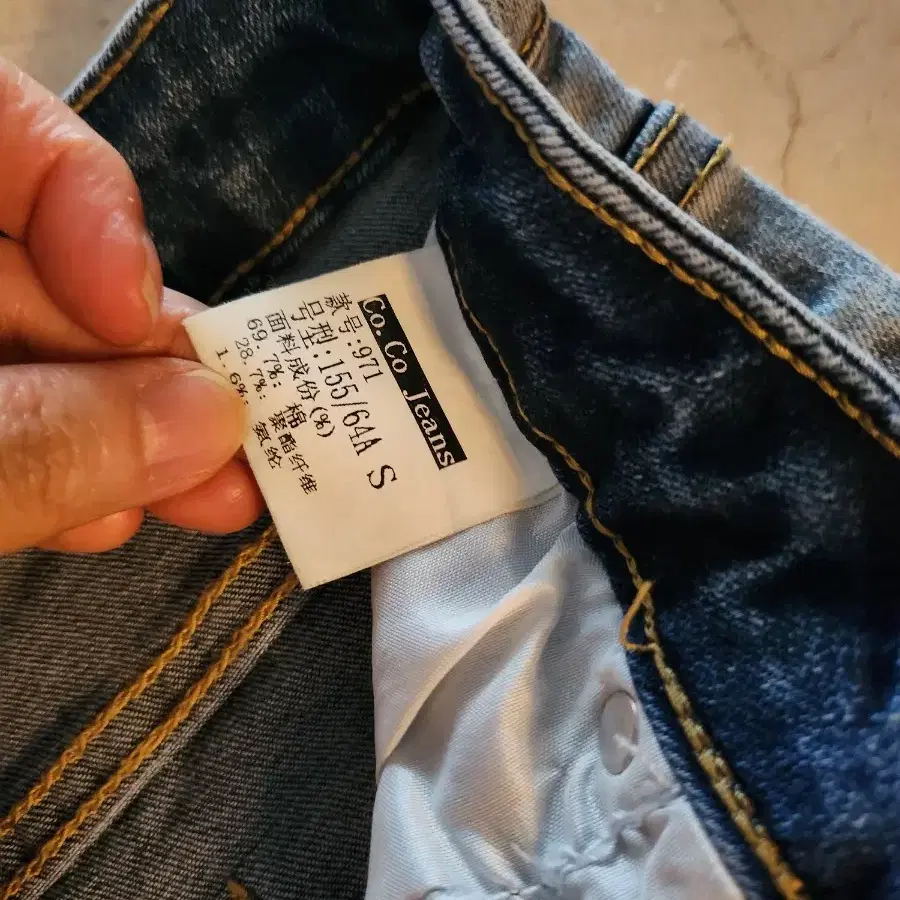 Co.Co Jeans
款号:971
号型:155/64A S
面料成份(%)
69.7%: 棉
28.7%: 聚酯纤维
1.6%: 氨纶